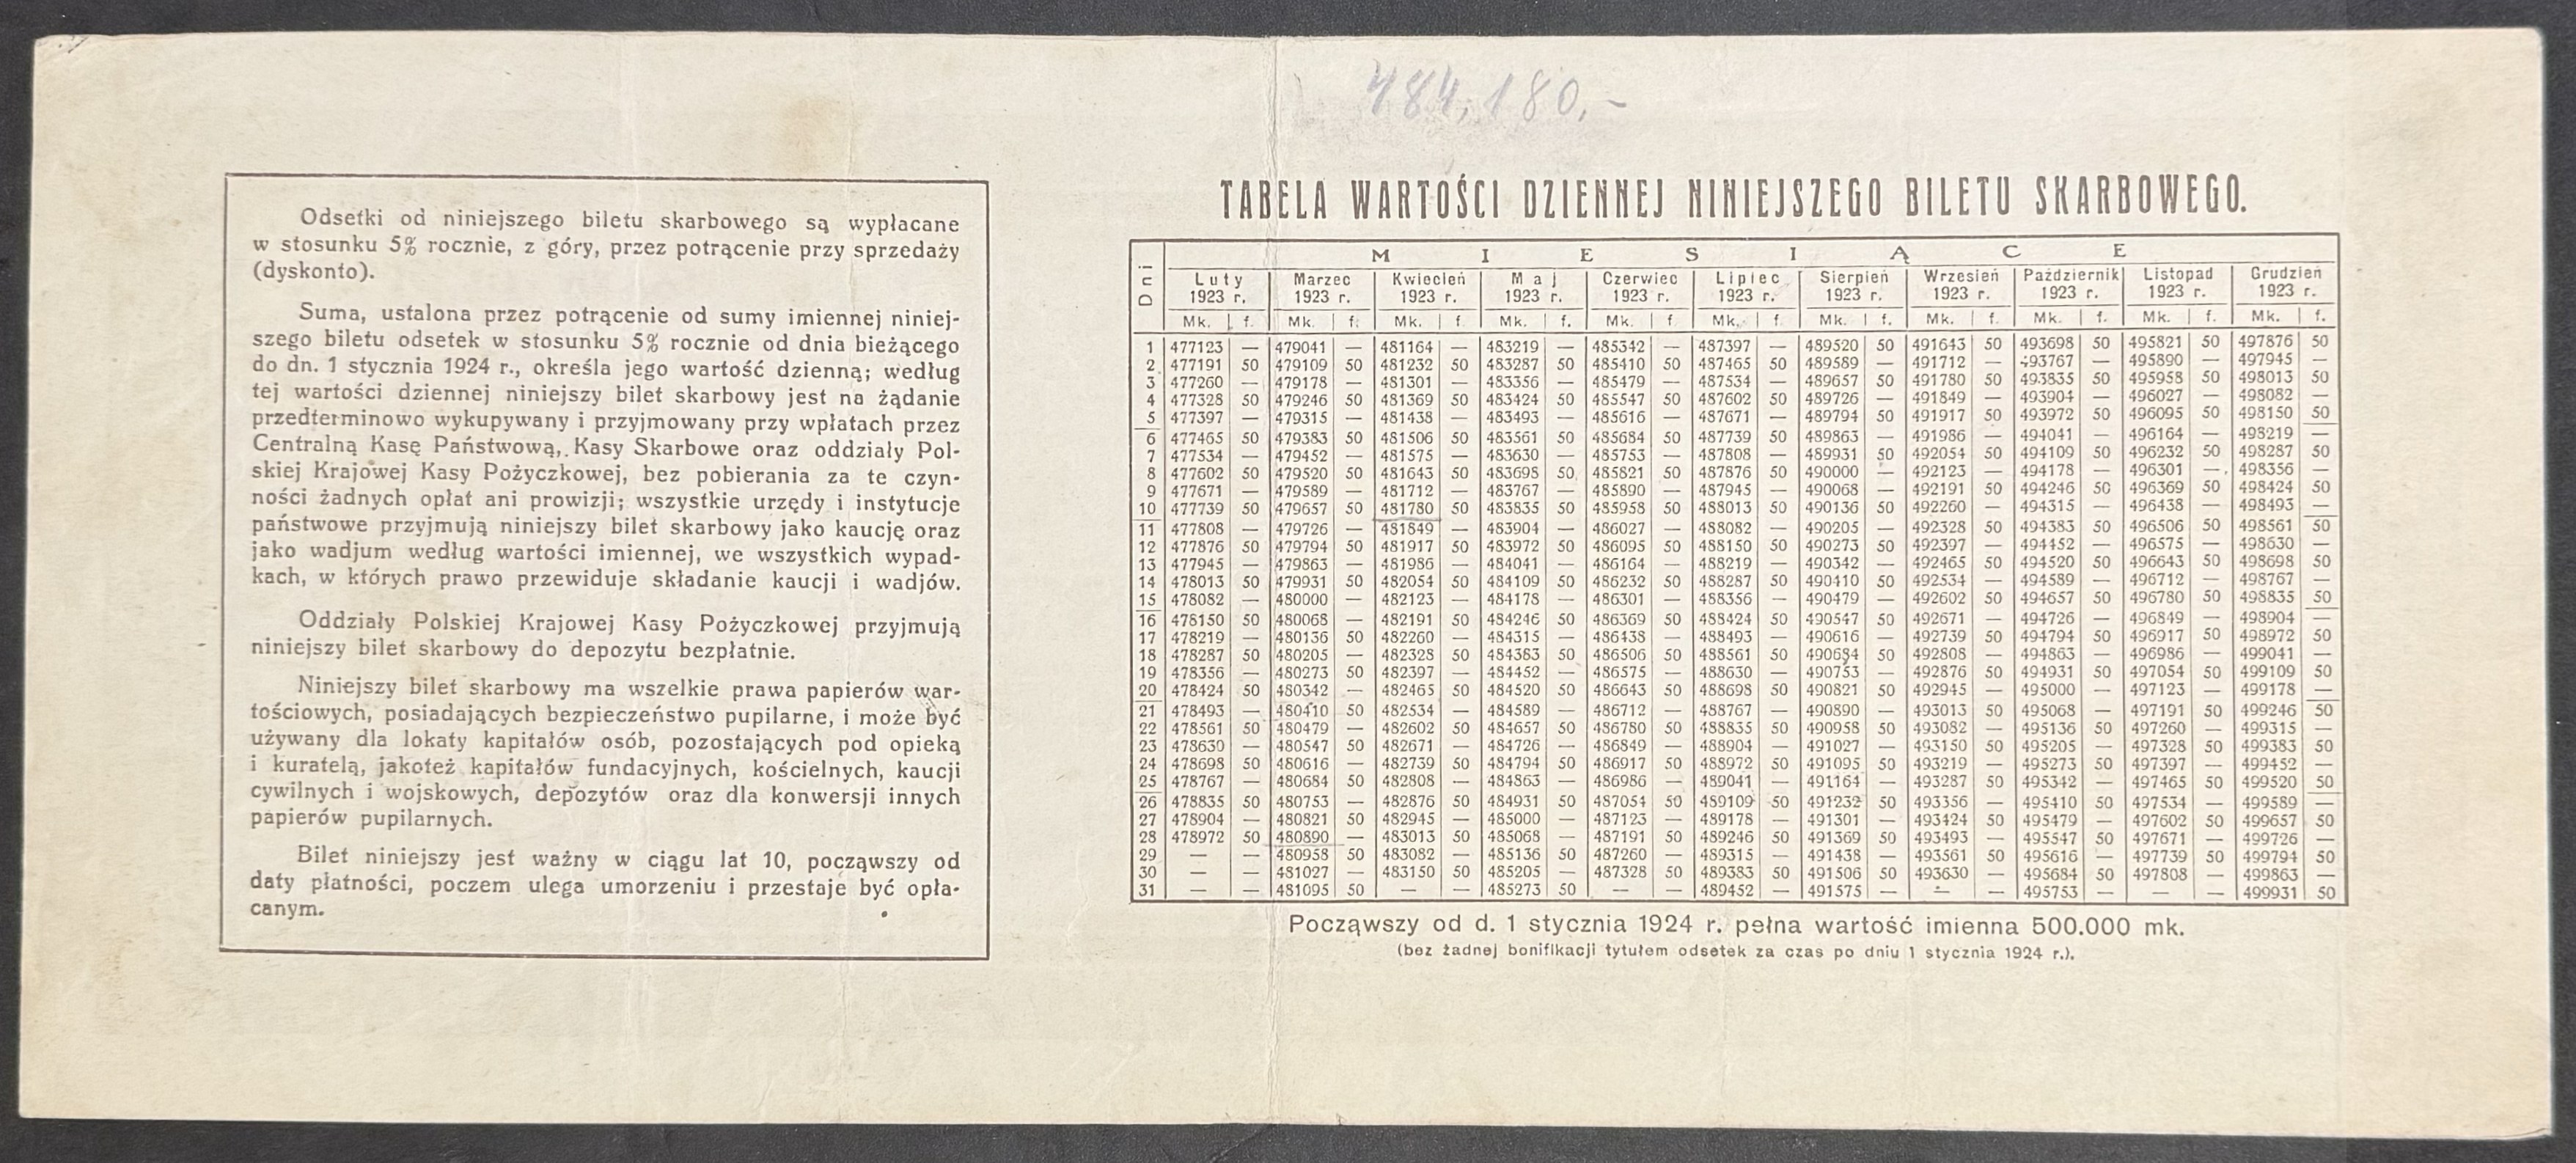 484,180.-
Odsetki od niniejszego biletu skarbowego są wypłacane
w stosunku 5% rocznie, z góry, przez potrącenie przy sprzedaży
(dyskonto).
Suma, ustalona przez potrącenie od sumy imiennej niniej-
szego biletu odsetek w stosunku 5% rocznie od dnia bieżącego
do dn. 1 stycznia 1924 r., określa jego wartość dzienną; według
tej wartości dziennej niniejszy bilet skarbowy jest na żądanie
przedterminowo wykupywany i przyjmowany przy wpłatach przez
Centralną Kasę Państwową, Kasy Skarbowe oraz oddziały Pol-
skiej Krajowej Kasy Pożyczkowej, bez pobierania za te czyn-
ności żadnych opłat ani prowizji; wszystkie urzędy i instytucje
państwowe przyjmują niniejszy bilet skarbowy jako kaucję oraz
jako wadjum według wartości imiennej, we wszystkich wypad-
kach, w których prawo przewiduje składanie kaucji i wadjów.
Oddziały Polskiej Krajowej Kasy Pożyczkowej przyjmują
niniejszy bilet skarbowy do depozytu bezpłatnie.
Niniejszy bilet skarbowy ma wszelkie prawa papierów war-
tościowych, posiadających bezpieczeństwo pupilarne, i może być
używany dla lokaty kapitałów osób, pozostających pod opieką
i kuratelą, jakoteż kapitałów fundacyjnych, kościelnych, kaucji
cywilnych i wojskowych, depozytów oraz dla konwersji innych
papierów pupilarnych.
Bilet niniejszy jest ważny w ciągu lat 10, począwszy od
daty płatności, poczem ulega umorzeniu i przestaje być opła-
canym.
TABELA WARTOŚCI DZIENNEJ NINIEJSZEGO BILETU SKARBOWEGO.
Dni MIESIĄCE
Luty Marzec Kwiecień Maj Czerwiec Lipiec Sierpień Wrzesień Październik Listopad Grudzień
1923 r. 1923 r. 1923 r. 1923 r. 1923 r. 1923 r. 1923 r. 1923 r. 1923 r. 1923 r. 1923 r.
Mk. f. Mk. f. Mk. f. Mk. f. Mk. f. Mk. f. Mk. f. Mk. f. Mk. f. Mk. f. Mk. f.
1 477123 — 479041 — 481164 — 483219 — 485342 — 487397 — 489520 50 491643 50 493698 50 495821 50 497876 50
2 477191 50 479109 50 481232 50 483287 50 485410 50 487465 50 489589 — 491712 — 493767 — 495890 — 497945 —
3 477260 — 479178 — 481301 — 483356 — 485479 — 487534 — 489657 50 491780 50 493835 50 495958 50 498013 50
4 477328 50 479246 50 481369 50 483424 50 485547 50 487602 50 489726 — 491849 — 493904 — 496027 — 498082 —
5 477397 — 479315 — 481438 — 483493 — 485616 — 487671 — 489794 50 491917 50 493972 50 496095 50 498150 50
6 477465 50 479383 50 481506 50 483561 50 485684 50 487739 50 489863 — 491986 — 494041 — 496164 — 498219 —
7 477534 — 479452 — 481575 — 483630 — 485753 — 487808 — 489931 50 492054 50 494109 50 496232 50 498287 50
8 477602 50 479520 50 481643 50 483698 50 485821 50 487876 50 490000 — 492123 — 494178 — 496301 — 498356 —
9 477671 — 479589 — 481712 — 483767 — 485890 — 487945 — 490068 — 492191 50 494246 50 496369 50 498424 50
10 477739 50 479657 50 481780 50 483835 50 485958 50 488013 50 490136 50 492260 — 494315 — 496438 — 498493 —
11 477808 — 479726 — 481849 — 483904 — 486027 — 488082 — 490205 — 492328 50 494383 50 496506 50 498561 50
12 477876 50 479794 50 481917 50 483972 50 486095 50 488150 50 490273 50 492397 — 494452 — 496575 — 498630 —
13 477945 — 479863 — 481986 — 484041 — 486164 — 488219 — 490342 — 492465 50 494520 50 496643 50 498698 50
14 478013 50 479931 50 482054 50 484109 50 486232 50 488287 50 490410 50 492534 — 494589 — 496712 — 498767 —
15 478082 — 480000 — 482123 — 484178 — 486301 — 488356 — 490479 — 492602 50 494657 50 496780 50 498835 50
16 478150 50 480068 — 482191 50 484246 50 486369 50 488424 50 490547 50 492671 — 494726 — 496849 — 498904 —
17 478219 — 480136 50 482260 — 484315 — 486438 — 488493 — 490616 — 492739 50 494794 50 496917 50 498972 50
18 478287 50 480205 — 482328 50 484383 50 486506 50 488561 50 490684 50 492808 — 494863 — 496986 — 499041 —
19 478356 — 480273 50 482397 — 484452 — 486575 — 488630 — 490753 — 492876 50 494931 50 497054 50 499109 50
20 478424 50 480342 — 482465 50 484520 50 486643 50 488698 50 490821 50 492945 — 495000 — 497123 — 499178 —
21 478493 — 480410 50 482534 — 484589 — 486712 — 488767 — 490890 — 493013 50 495068 — 497191 50 499246 50
22 478561 50 480479 — 482602 50 484657 50 486780 50 488835 50 490958 50 493082 — 495136 50 497260 — 499315 —
23 478630 — 480547 50 482671 — 484726 — 486849 — 488904 — 491027 — 493150 50 495205 — 497328 50 499383 50
24 478698 50 480616 — 482739 50 484794 50 486917 50 488972 50 491095 50 493219 — 495273 50 497397 — 499452 —
25 478767 — 480684 50 482808 — 484863 — 486986 — 489041 — 491164 — 493287 50 495342 — 497465 50 499520 50
26 478835 50 480753 — 482876 50 484931 50 487054 50 489109 50 491232 50 493356 — 495410 50 497534 — 499589 —
27 478904 — 480821 50 482945 — 485000 — 487123 — 489178 — 491301 — 493424 50 495479 — 497602 50 499657 50
28 478972 50 480890 — 483013 50 485068 — 487191 50 489246 50 491369 50 493493 — 495547 50 497671 — 499726 —
29 — — 480958 50 483082 — 485136 50 487260 — 489315 — 491438 — 493561 50 495616 — 497739 50 499794 50
30 — — 481027 — 483150 50 485205 — 487328 50 489383 50 491506 50 493630 — 495684 50 497808 — 499863 —
31 — — 481095 50 — — 485273 50 — — 489452 — 491575 — — — 495753 — — — 499931 50
Począwszy od d. 1 stycznia 1924 r. pełna wartość imienna 500.000 mk.
(bez żadnej bonifikacji tytułem odsetek za czas po dniu 1 stycznia 1924 r.).